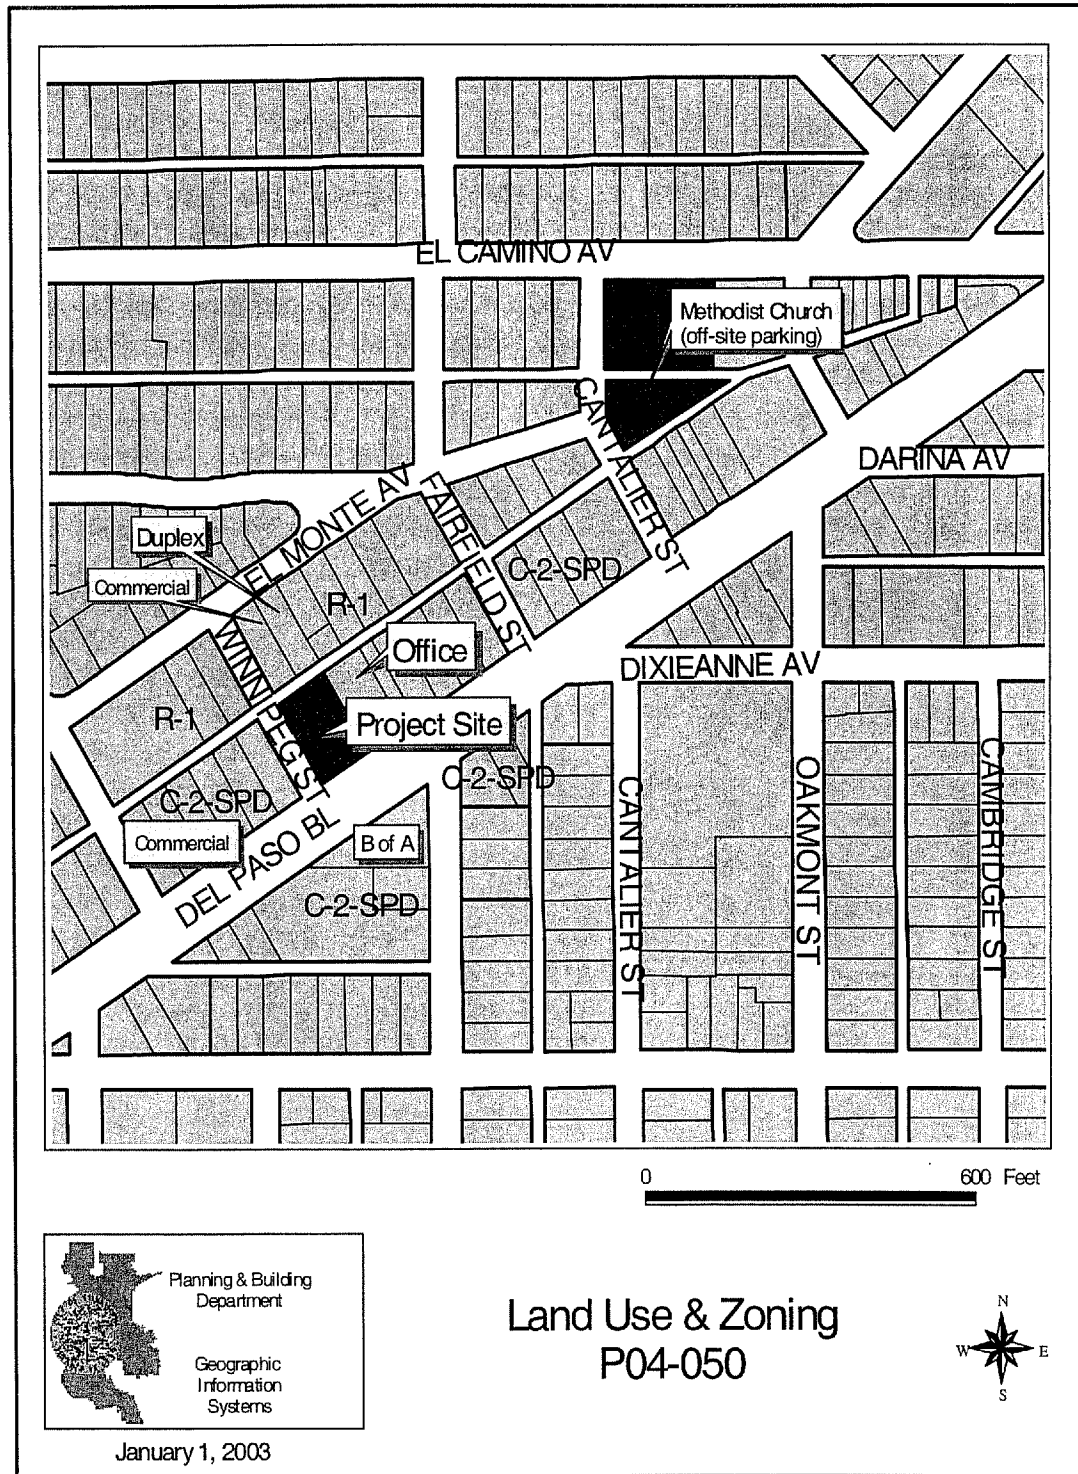 EL CAMINO AV
Methodist Church
(off-site parking)
CANTALIER ST
DARINA AV
EL MONTE AV
FAIRFIELD ST
Duplex
Commercial
C-2-SPD
R-1
WINNIPEG ST
Office
DIXIEANNE AV
R-1
Project Site
C-2-SPD
C-2-SPD
Commercial
DEL PASO BL
B of A
C-2-SPD
CANTALIER ST
OAKMONT ST
CAMBRIDGE ST
0 600 Feet
Planning & Building
Department
Geographic
Information
Systems
January 1, 2003
Land Use & Zoning
P04-050
N
W E
S